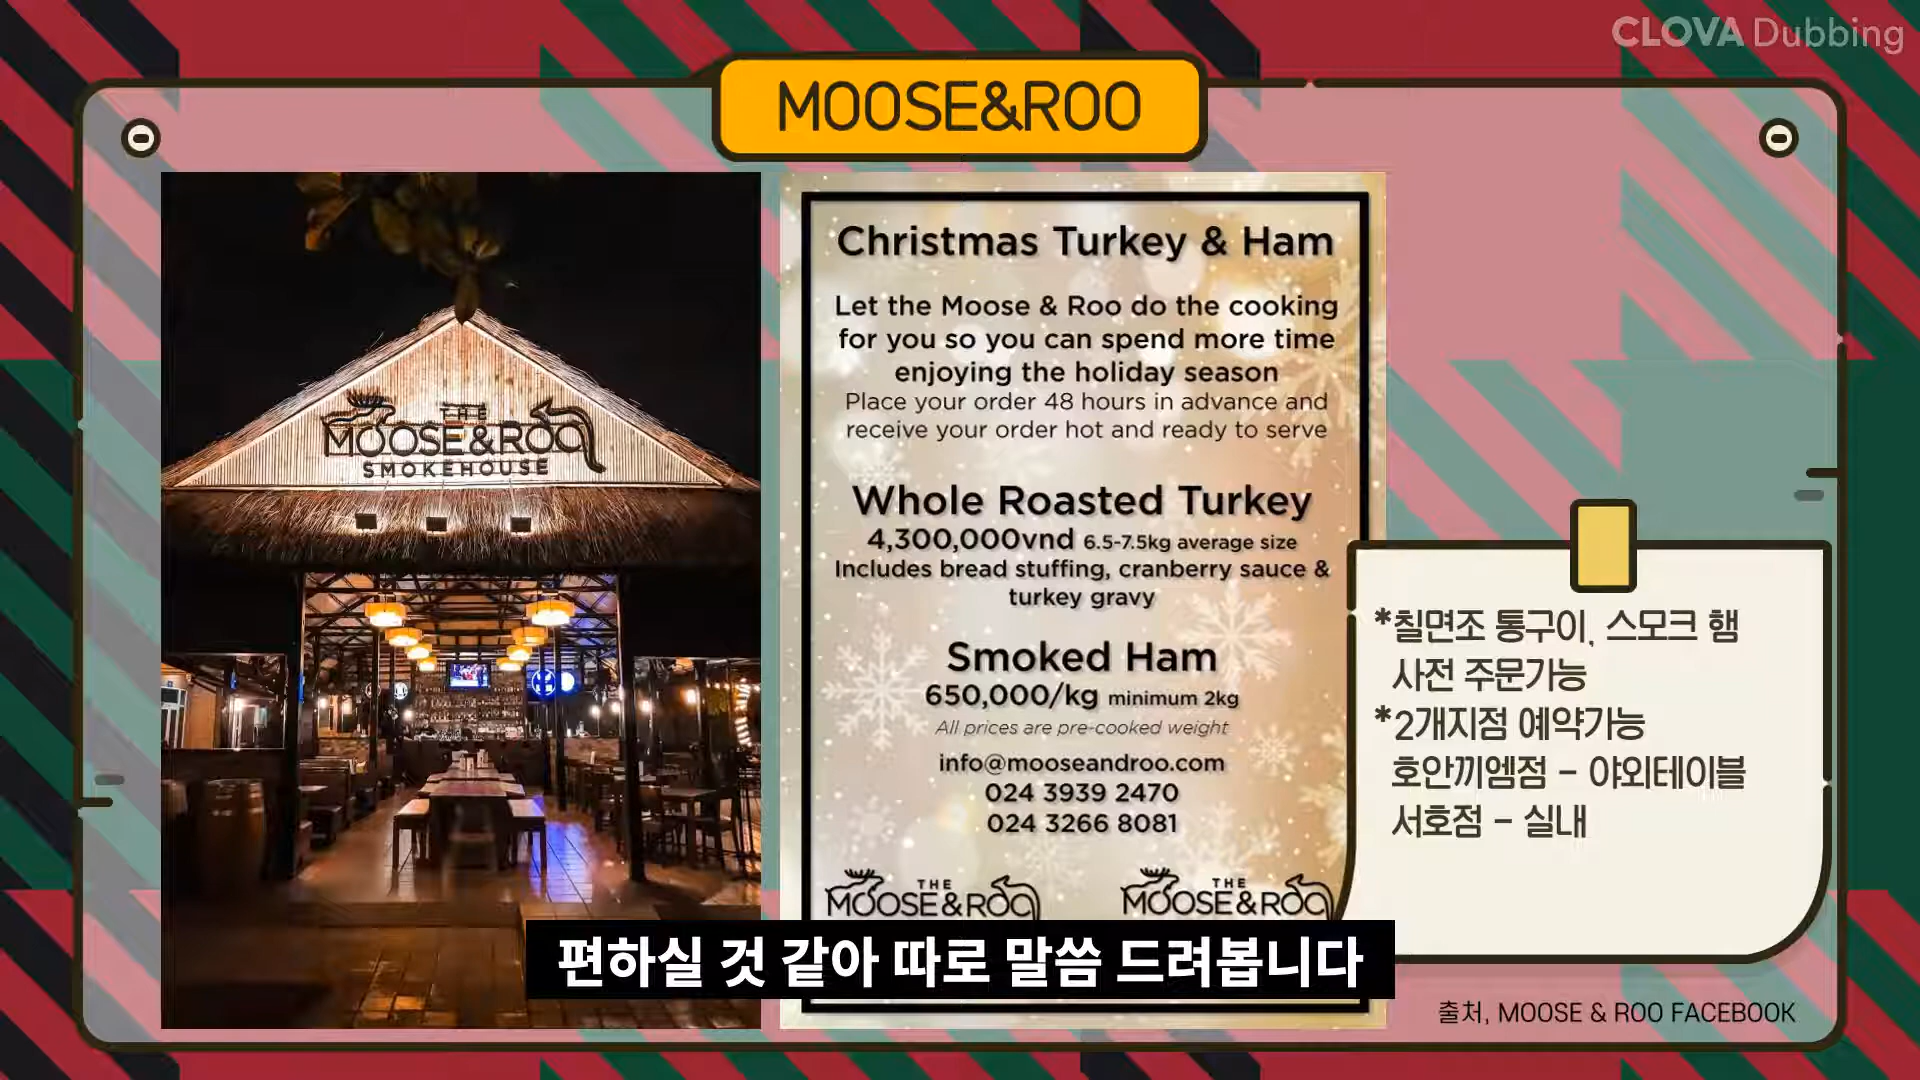 CLOVA Dubbing
MOOSE&ROO
THE
MOOSE&ROO
SMOKEHOUSE
Christmas Turkey & Ham
Let the Moose & Roo do the cooking
for you so you can spend more time
enjoying the holiday season
Place your order 48 hours in advance and
receive your order hot and ready to serve
Whole Roasted Turkey
4,300,000vnd 6.5-7.5kg average size
Includes bread stuffing, cranberry sauce &
turkey gravy
Smoked Ham
650,000/kg minimum 2kg
All prices are pre-cooked weight
info@mooseandroo.com
024 3939 2470
024 3266 8081
THE
MOOSE&ROO
THE
MOOSE&ROO
*칠면조 통구이, 스모크 햄
사전 주문가능
*2개지점 예약가능
호안끼엠점 - 야외테이블
서호점 - 실내
편하실 것 같아 따로 말씀 드려봅니다
출처, MOOSE & ROO FACEBOOK